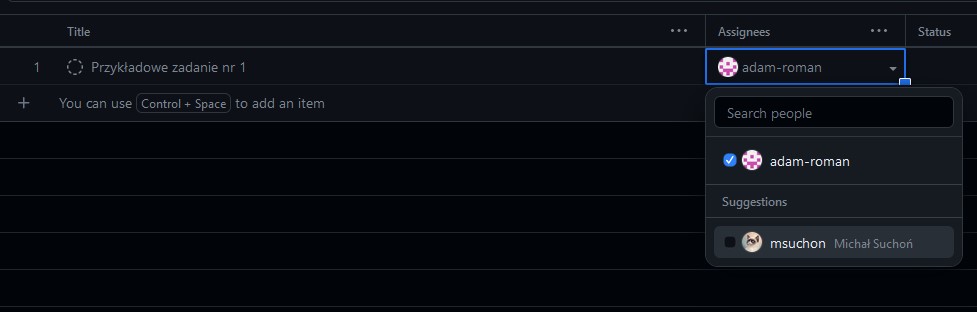 Title ... Assignees ... Status
1 Przykładowe zadanie nr 1 adam-roman
+ You can use Control + Space to add an item
Search people
adam-roman
Suggestions
msuchon Michał Suchoń